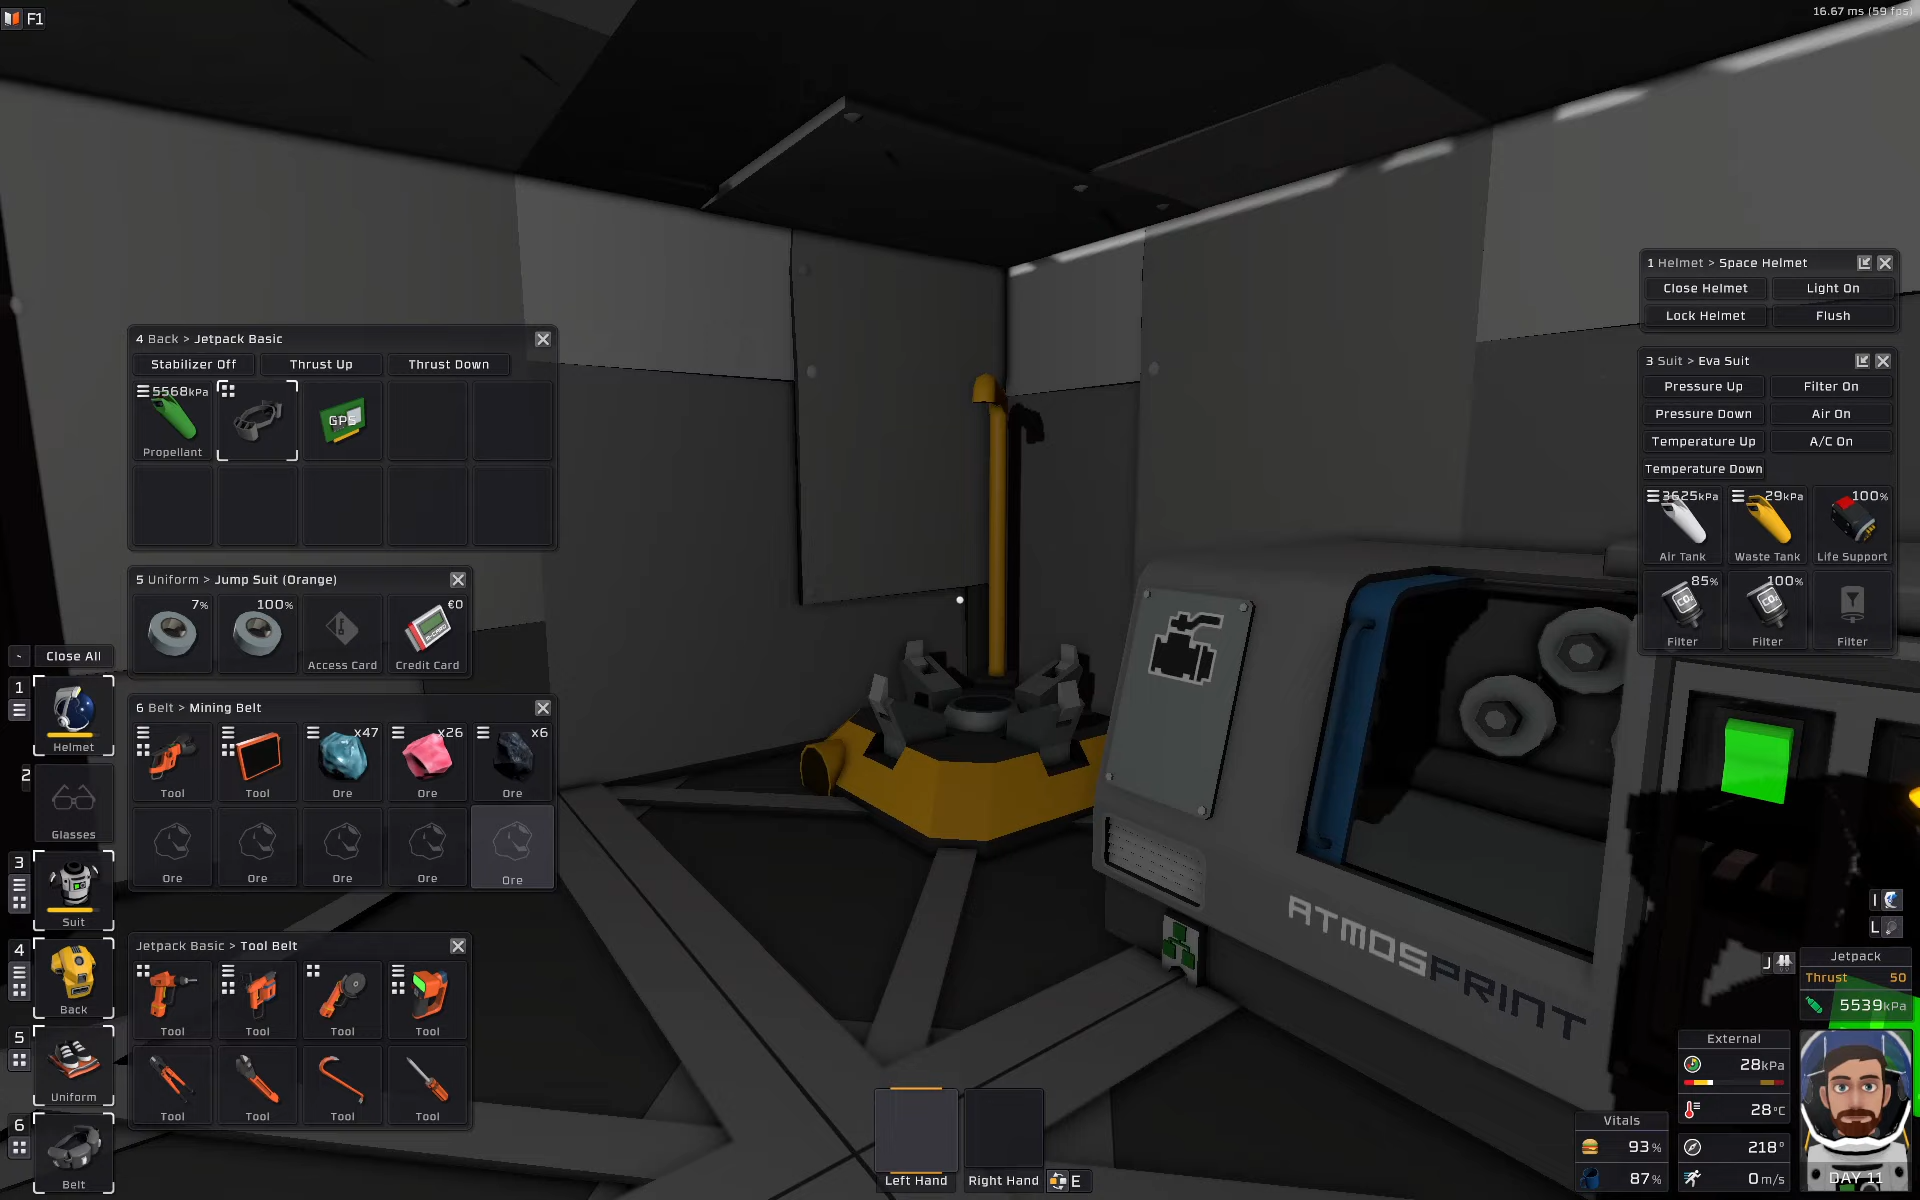 F1
16.67 ms (59 fps)
1 Helmet > Space Helmet
Close Helmet
Light On
Lock Helmet
Flush
4 Back > Jetpack Basic
Stabilizer Off
Thrust Up
Thrust Down
5568kPa
GPS
Propellant
3 Suit > Eva Suit
Pressure Up
Filter On
Pressure Down
Air On
Temperature Up
A/C On
Temperature Down
3625kPa
29kPa
100%
Air Tank
Waste Tank
Life Support
85%
100%
CO₂
CO₂
Filter
Filter
Filter
5 Uniform > Jump Suit (Orange)
7%
100%
€0
Access Card
Credit Card
~
Close All
1
Helmet
2
Glasses
3
Suit
4
Back
5
Uniform
6
Belt
6 Belt > Mining Belt
x47
x26
x6
Tool
Tool
Ore
Ore
Ore
Ore
Ore
Ore
Ore
Ore
Jetpack Basic > Tool Belt
Tool
Tool
Tool
Tool
Tool
Tool
Tool
Tool
ATMOSPRINT
Left Hand
Right Hand
E
I
L
J
Jetpack
Thrust 50
5539kPa
External
28kPa
28°C
Vitals
93%
218°
87%
0m/s
DAY 11